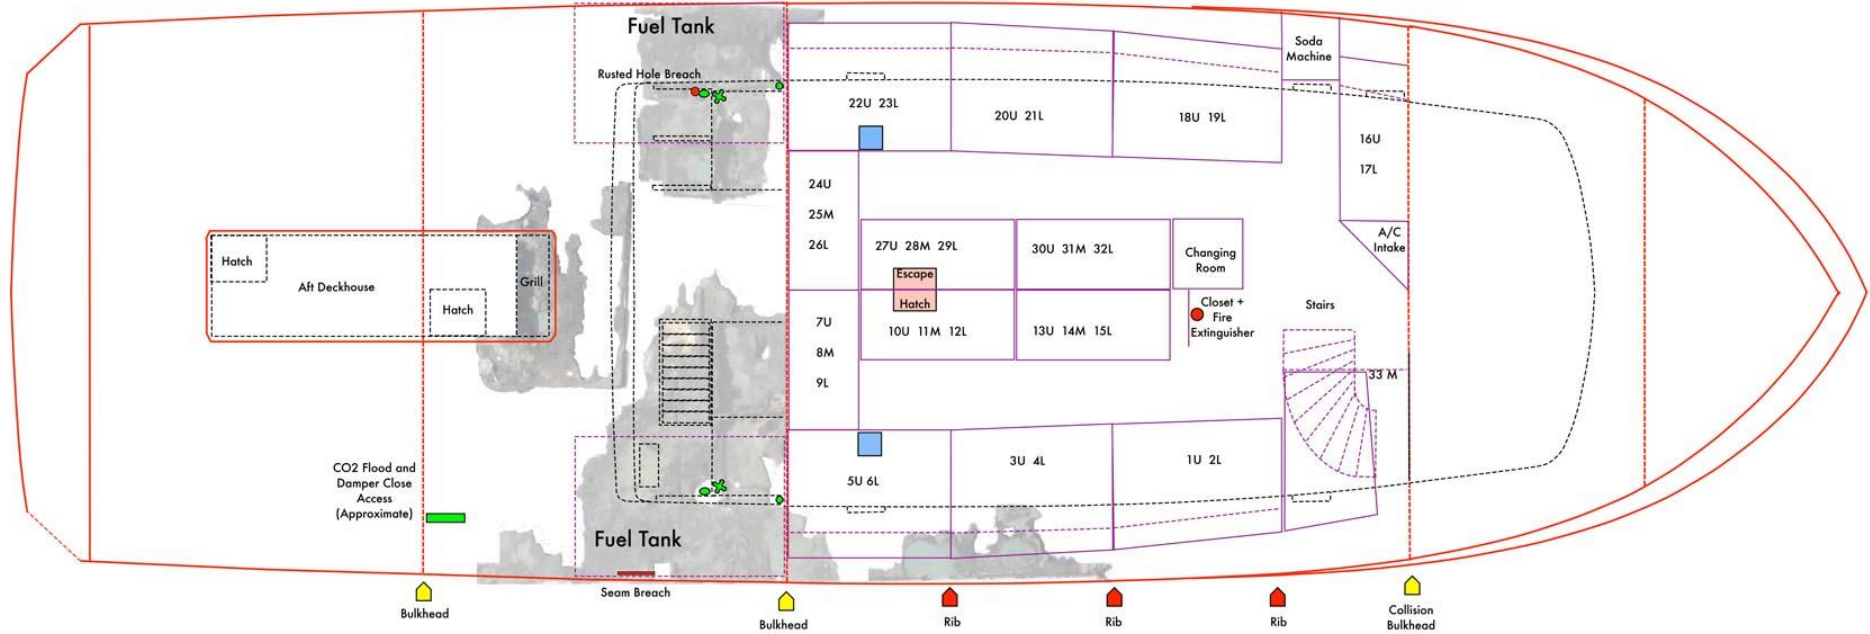 Fuel Tank
Rusted Hole Breach
Soda
Machine
22U 23L
20U 21L
18U 19L
16U
17L
24U
25M
26L
27U 28M 29L
30U 31M 32L
Changing
Room
A/C
Intake
Hatch
Aft Deckhouse
Hatch
Grill
Escape
Hatch
Closet +
Fire
Extinguisher
Stairs
7U
8M
9L
10U 11M 12L
13U 14M 15L
33 M
CO2 Flood and
Damper Close
Access
(Approximate)
5U 6L
3U 4L
1U 2L
Fuel Tank
Seam Breach
Bulkhead
Bulkhead
Rib
Rib
Rib
Collision
Bulkhead